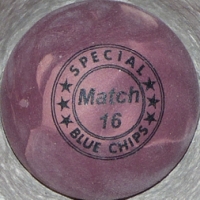 SPECIAL
Match
16
BLUE CHIPS